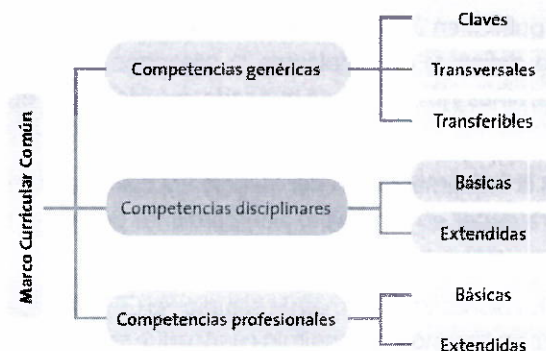 Marco Curricular Común
Competencias genéricas
Claves
Transversales
Transferibles
Competencias disciplinares
Básicas
Extendidas
Competencias profesionales
Básicas
Extendidas